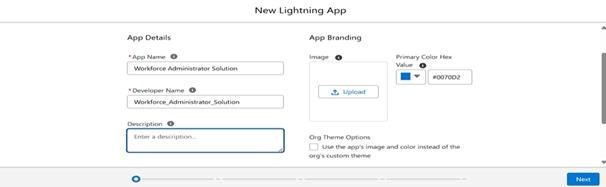 New Lightning App
App Details
* App Name
Workforce Administrator Solution
* Developer Name
Workforce_Administrator_Solution
Description
Enter a description...
App Branding
Image
Upload
Primary Color Hex
Value
#0070D2
Org Theme Options
Use the app's image and color instead of the
org's custom theme
Next